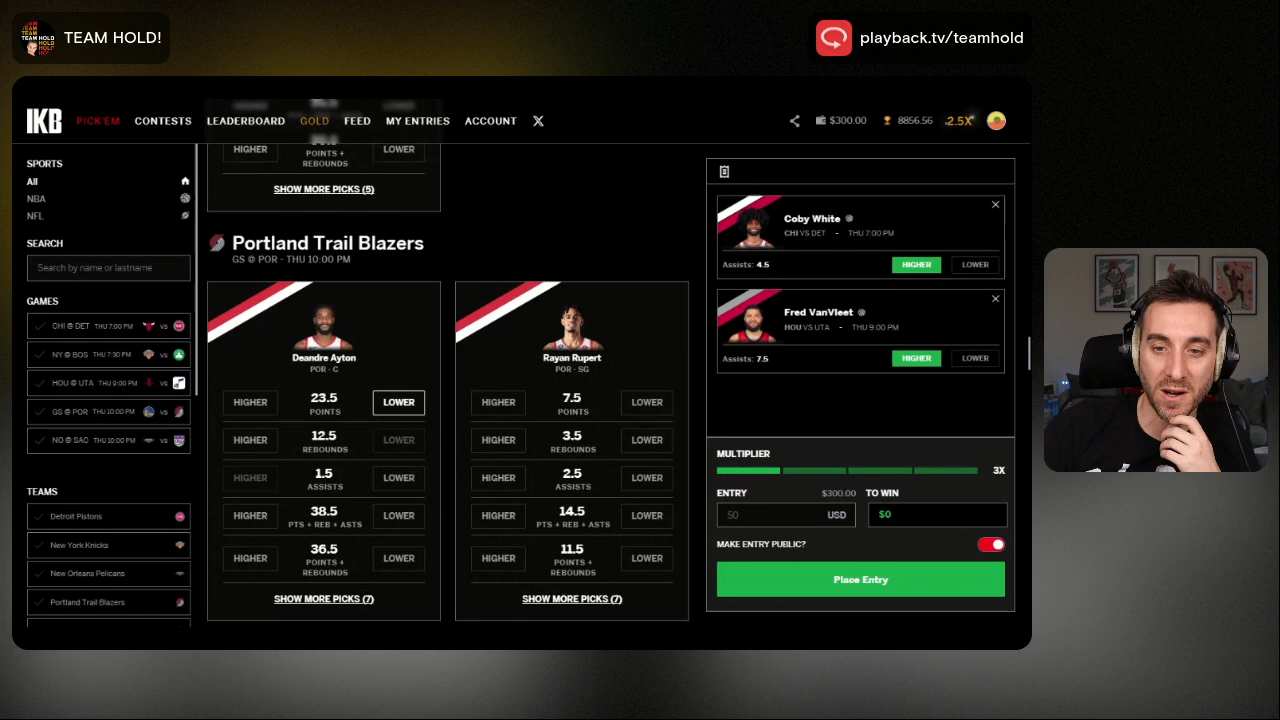 TEAM HOLD!
playback.tv/teamhold
IKB
PICK'EM
CONTESTS
LEADERBOARD
GOLD
FEED
MY ENTRIES
ACCOUNT
$300.00
8856.56
2.5X
SPORTS
All
NBA
NFL
SEARCH
Search by name or lastname
GAMES
CHI @ DET THU 7:00 PM VS
NY @ BOS THU 7:30 PM VS
HOU @ UTA THU 9:00 PM VS
GS @ POR THU 10:00 PM VS
NO @ SAC THU 10:00 PM VS
TEAMS
Detroit Pistons
New York Knicks
New Orleans Pelicans
Portland Trail Blazers
HIGHER POINTS + REBOUNDS LOWER
SHOW MORE PICKS (5)
Portland Trail Blazers
GS @ POR - THU 10:00 PM
Deandre Ayton
POR - C
HIGHER 23.5 POINTS LOWER
12.5 REBOUNDS LOWER
HIGHER
HIGHER 1.5 ASSISTS LOWER
HIGHER 38.5 PTS + REB + ASTS LOWER
HIGHER 36.5 POINTS + REBOUNDS LOWER
SHOW MORE PICKS (7)
Rayan Rupert
POR - SG
HIGHER 7.5 POINTS LOWER
HIGHER 3.5 REBOUNDS LOWER
HIGHER 2.5 ASSISTS LOWER
HIGHER 14.5 PTS + REB + ASTS LOWER
HIGHER 11.5 POINTS + REBOUNDS LOWER
SHOW MORE PICKS (7)
Coby White
CHI VS DET - THU 7:00 PM
Assists: 4.5 HIGHER LOWER
Fred VanVleet
HOU VS UTA - THU 9:00 PM
Assists: 7.5 HIGHER LOWER
MULTIPLIER
3X
ENTRY $300.00 TO WIN
50 USD $0
MAKE ENTRY PUBLIC?
Place Entry